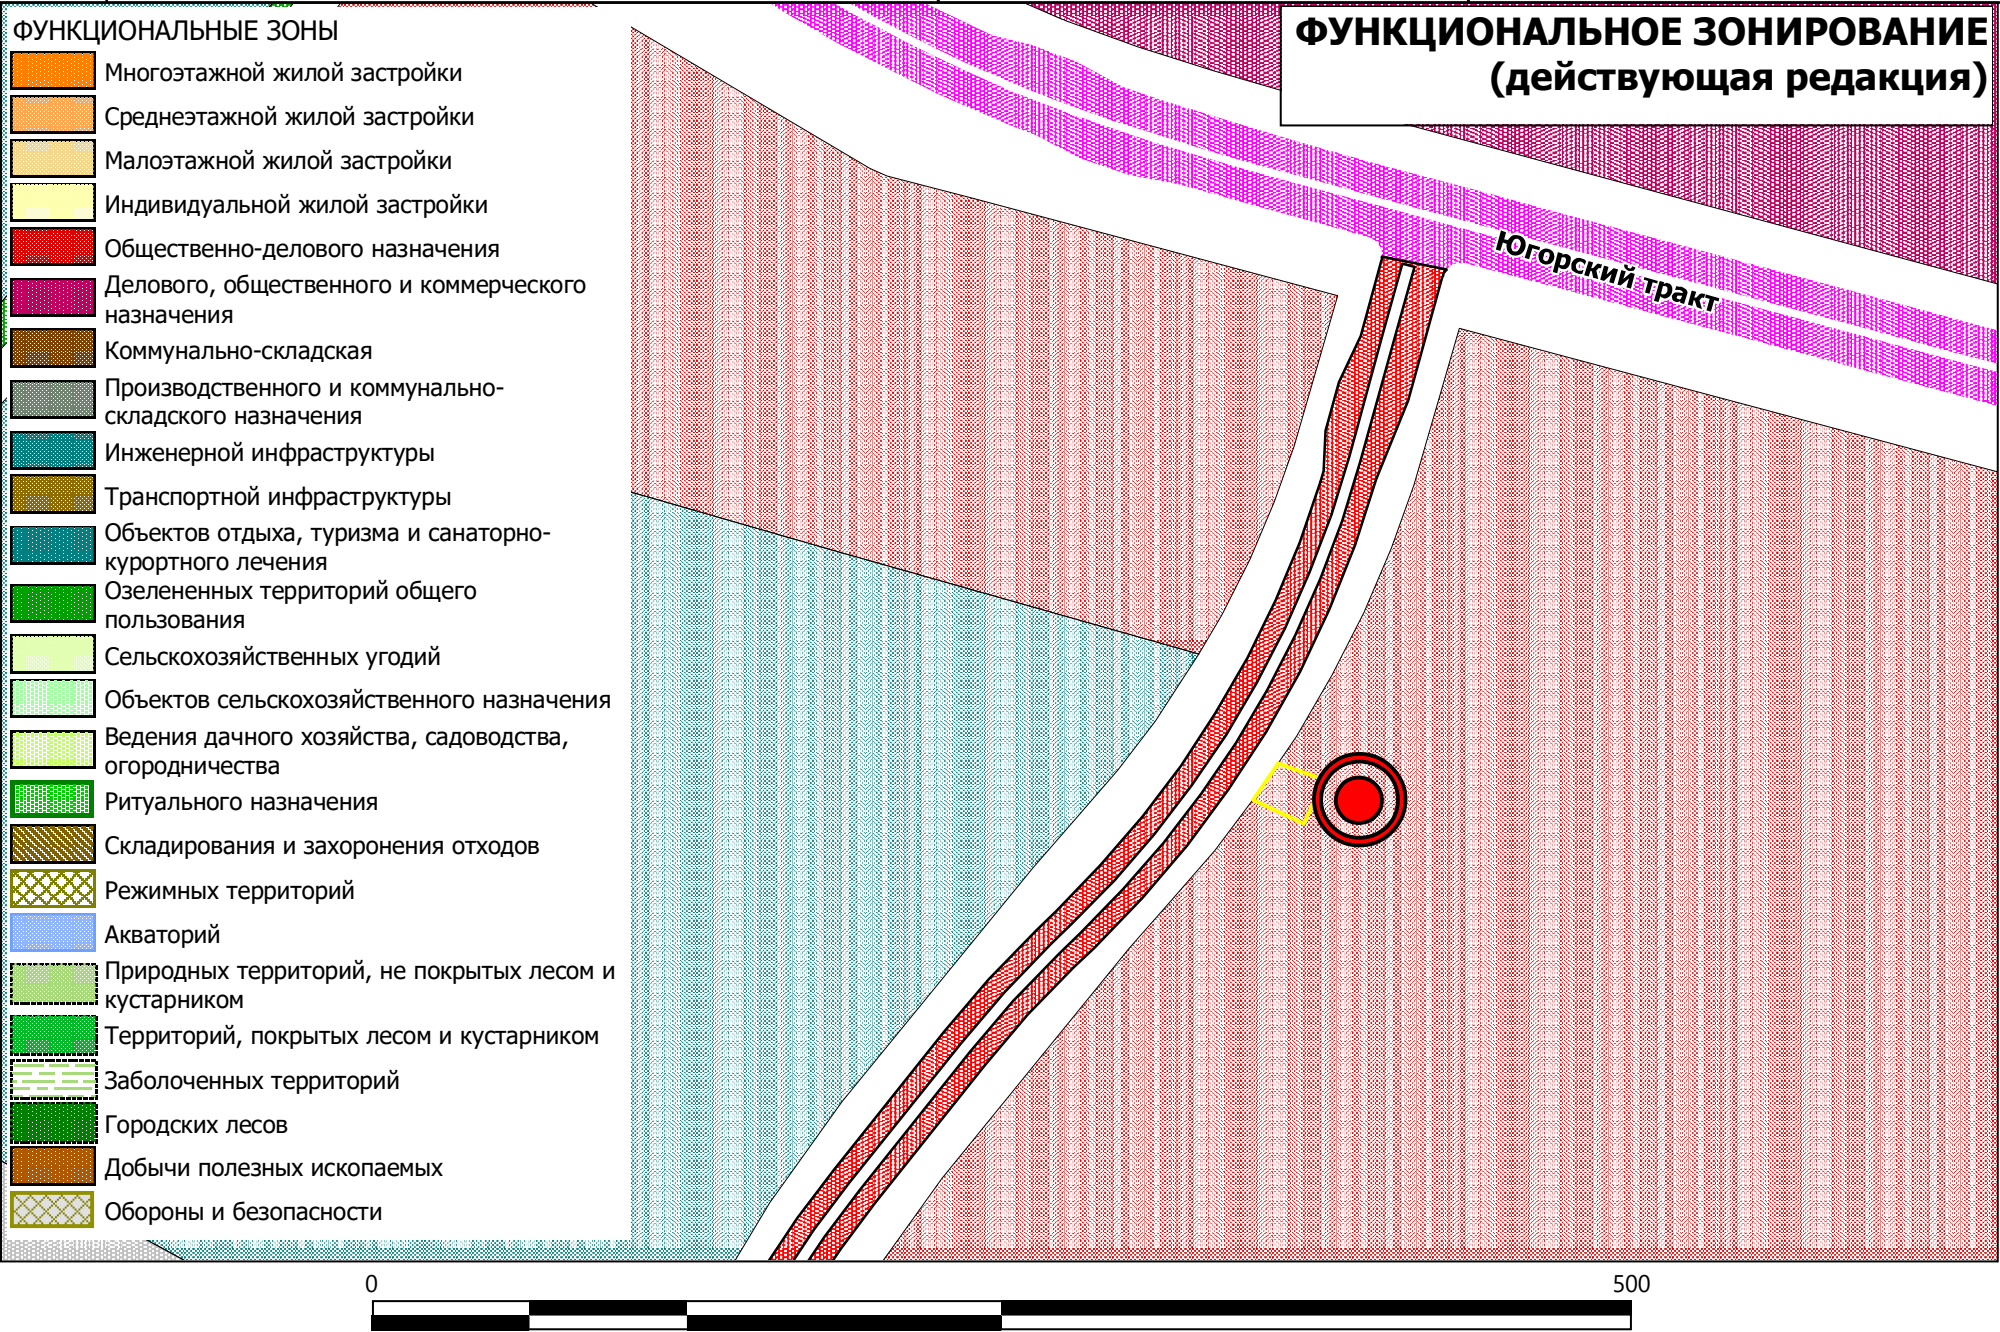 ФУНКЦИОНАЛЬНЫЕ ЗОНЫ
Многоэтажной жилой застройки
Среднеэтажной жилой застройки
Малоэтажной жилой застройки
Индивидуальной жилой застройки
Общественно-делового назначения
Делового, общественного и коммерческого
назначения
Коммунально-складская
Производственного и коммунально-
складского назначения
Инженерной инфраструктуры
Транспортной инфраструктуры
Объектов отдыха, туризма и санаторно-
курортного лечения
Озелененных территорий общего
пользования
Сельскохозяйственных угодий
Объектов сельскохозяйственного назначения
Ведения дачного хозяйства, садоводства,
огородничества
Ритуального назначения
Складирования и захоронения отходов
Режимных территорий
Акваторий
Природных территорий, не покрытых лесом и
кустарником
Территорий, покрытых лесом и кустарником
Заболоченных территорий
Городских лесов
Добычи полезных ископаемых
Обороны и безопасности
ФУНКЦИОНАЛЬНОЕ ЗОНИРОВАНИЕ
(действующая редакция)
Югорский тракт
0
500